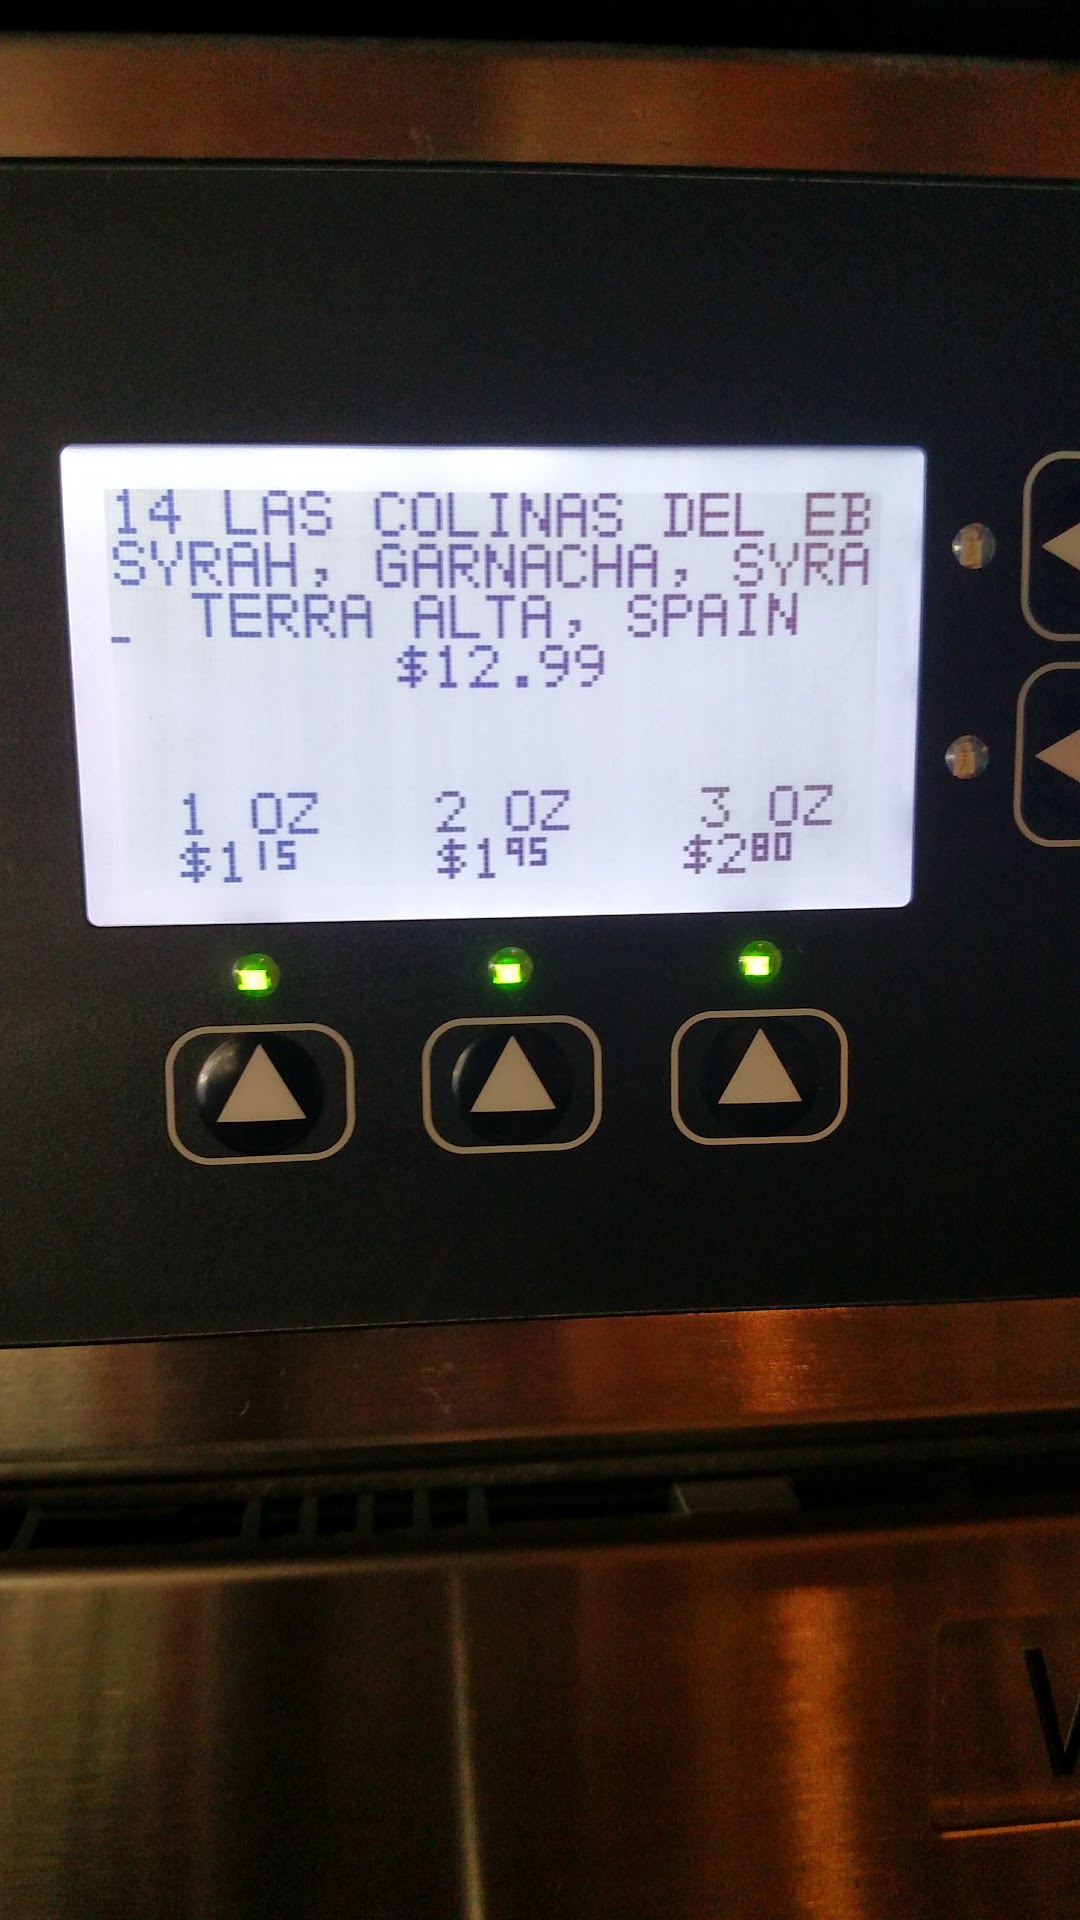 14 LAS COLINAS DEL EB
SYRAH, GARNACHA, SYRA
_ TERRA ALTA, SPAIN
$12.99
1 OZ 2 OZ 3 OZ
$1 15 $1 95 $2 80